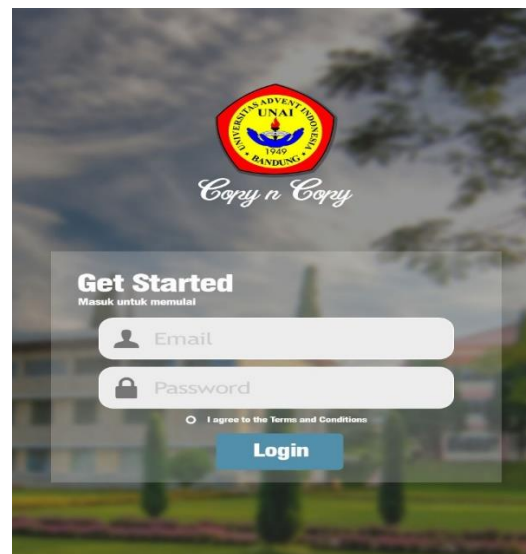 UNIVERSITAS ADVENT INDONESIA
UNAI
1949
BANDUNG
Copy n Copy
Get Started
Masuk untuk memulai
Email
Password
I agree to the Terms and Conditions
Login